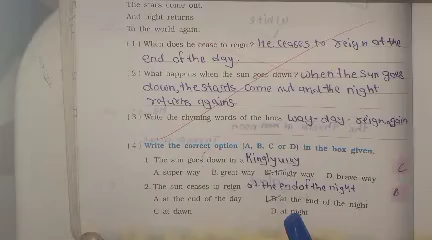 The stars come out,
And night returns
To the world again.
(1) When does he cease to reign? He ceases to reign at the
end of the day.
(2) What happens when the sun goes down? When the sun goes
down, the stards come out and the night
returns agains.
(3) Write the rhyming words of the lines way - day - reign again
(4) Write the correct option (A, B, C or D) in the box given.
1. The sun goes down in a Kinglyway C
A super way B great way C kingly way D brave way
2. The sun ceases to reign at the end of the night B
A at the end of the day B at the end of the night
C at dawn D at night